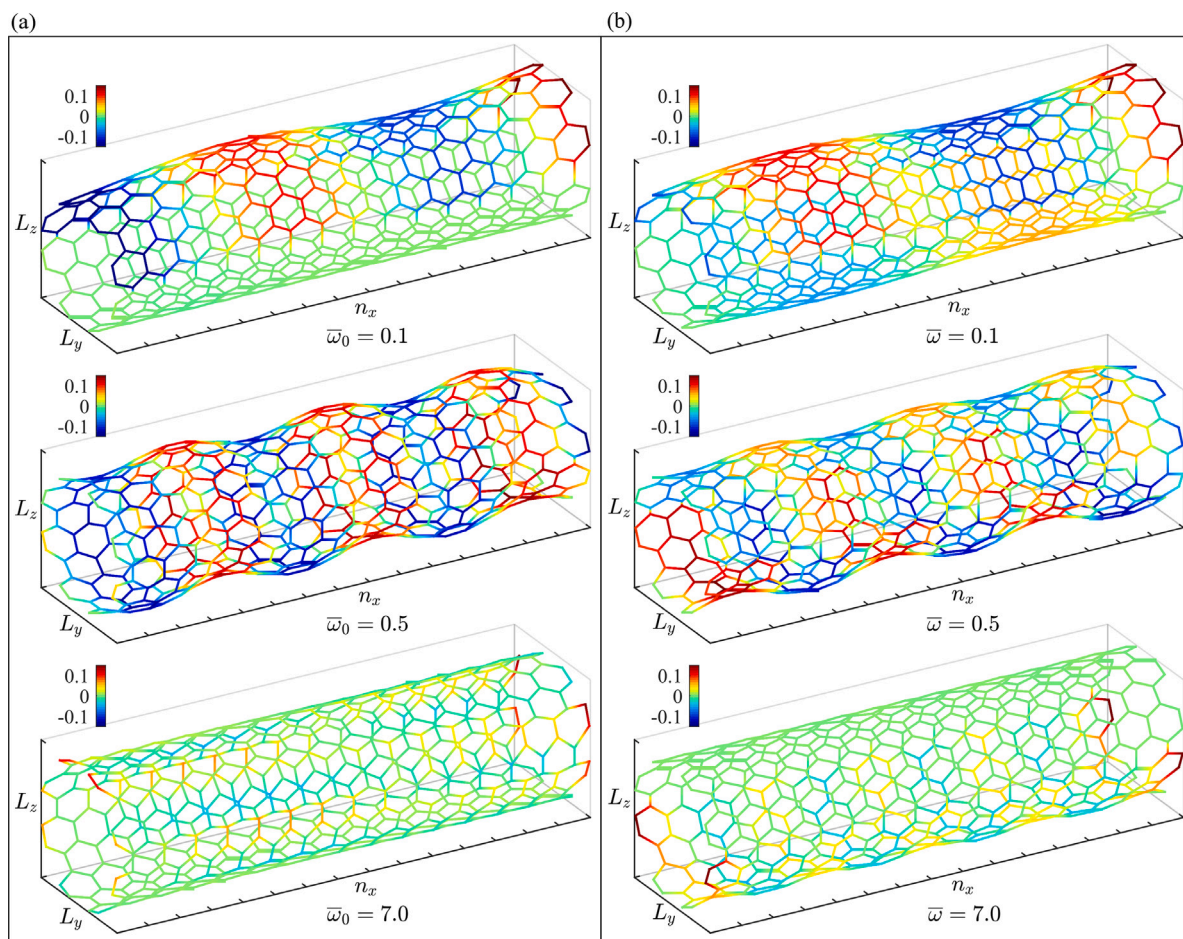 (a)
(b)
0.1
0
-0.1
L_z
L_y
n_x
ω̅₀ = 0.1
0.1
0
-0.1
L_z
L_y
n_x
ω̅ = 0.1
0.1
0
-0.1
L_z
L_y
n_x
ω̅₀ = 0.5
0.1
0
-0.1
L_z
L_y
n_x
ω̅ = 0.5
0.1
0
-0.1
L_z
L_y
n_x
ω̅₀ = 7.0
0.1
0
-0.1
L_z
L_y
n_x
ω̅ = 7.0